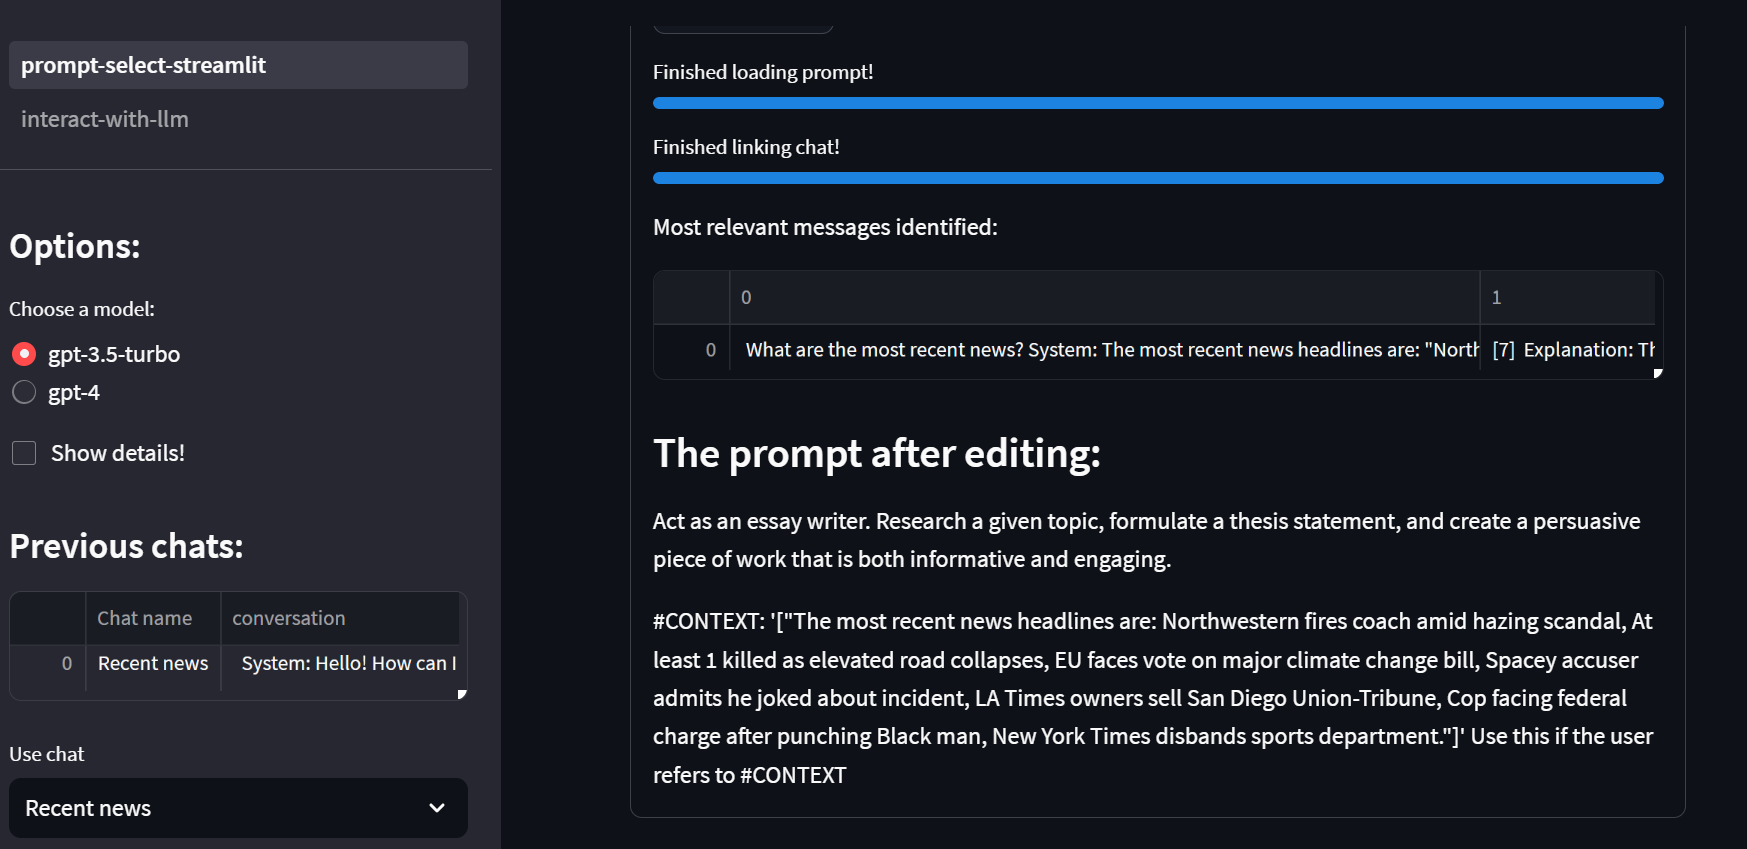 prompt-select-streamlit
interact-with-llm
Options:
Choose a model:
gpt-3.5-turbo
gpt-4
Show details!
Previous chats:
Chat name conversation
0 Recent news System: Hello! How can I
Use chat
Recent news
Finished loading prompt!
Finished linking chat!
Most relevant messages identified:
0 1
0 What are the most recent news? System: The most recent news headlines are: "North [7] Explanation: Th
The prompt after editing:
Act as an essay writer. Research a given topic, formulate a thesis statement, and create a persuasive
piece of work that is both informative and engaging.
#CONTEXT: '["The most recent news headlines are: Northwestern fires coach amid hazing scandal, At
least 1 killed as elevated road collapses, EU faces vote on major climate change bill, Spacey accuser
admits he joked about incident, LA Times owners sell San Diego Union-Tribune, Cop facing federal
charge after punching Black man, New York Times disbands sports department."]' Use this if the user
refers to #CONTEXT